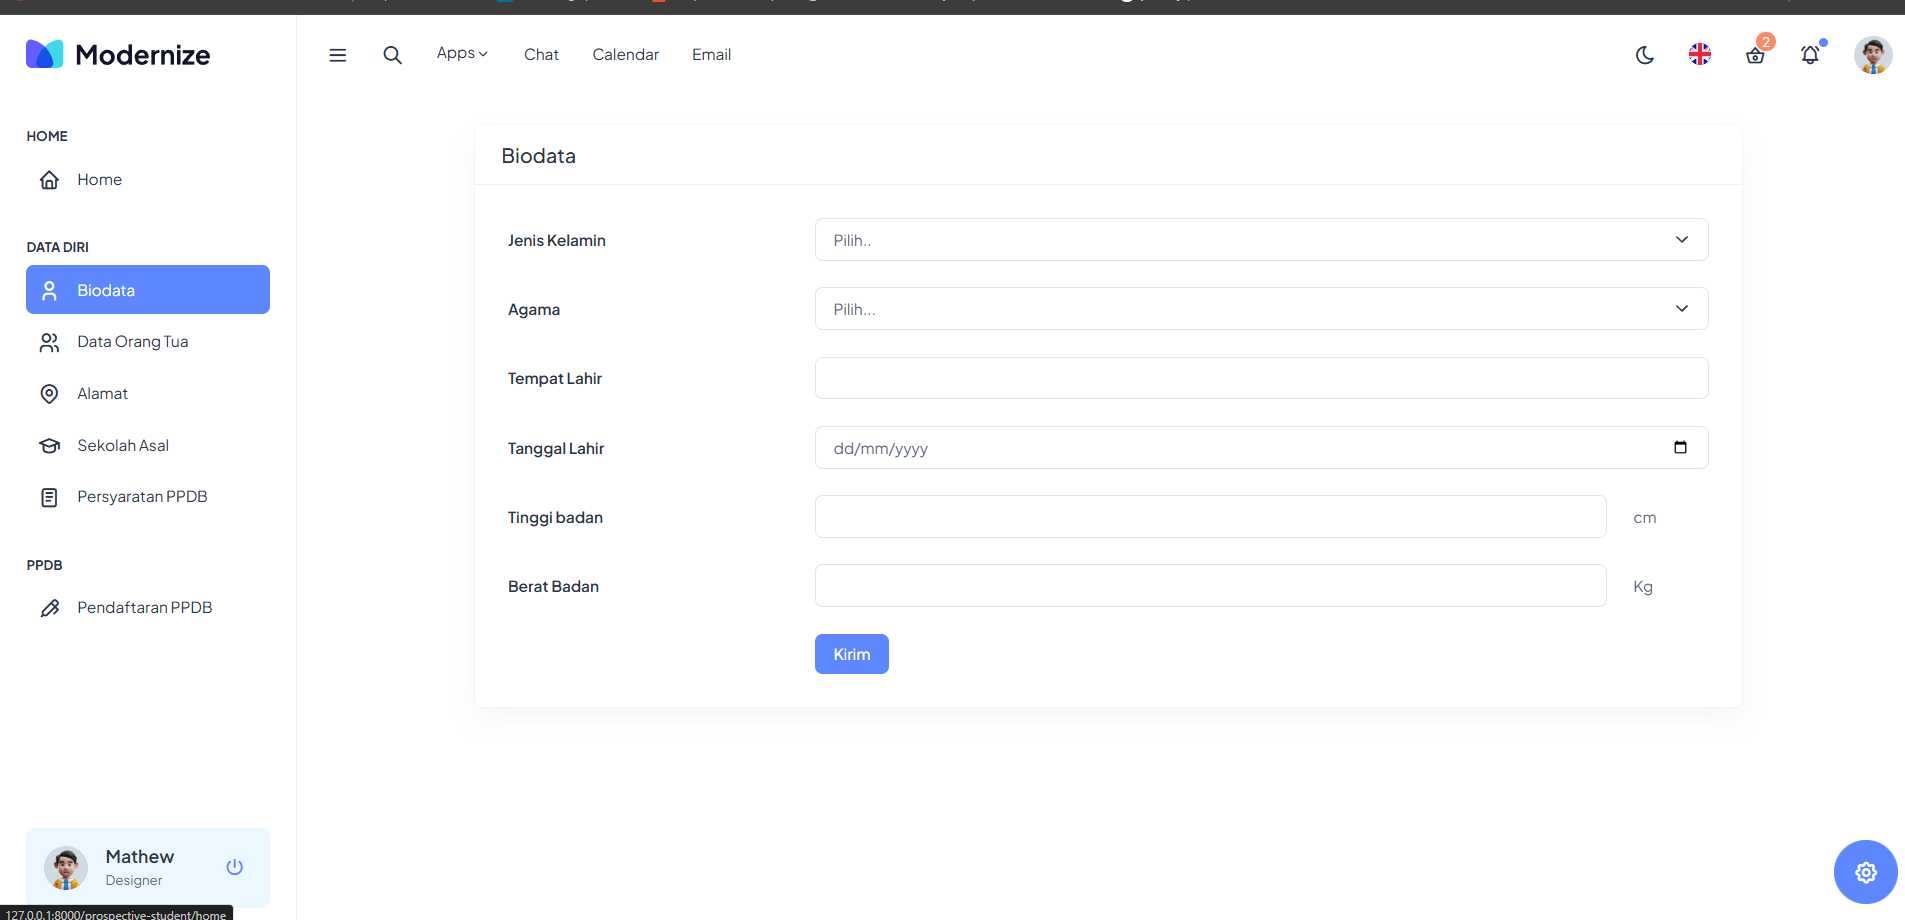 Modernize
Apps
Chat
Calendar
Email
2
HOME
Home
DATA DIRI
Biodata
Data Orang Tua
Alamat
Sekolah Asal
Persyaratan PPDB
PPDB
Pendaftaran PPDB
Biodata
Jenis Kelamin
Pilih..
Agama
Pilih...
Tempat Lahir
Tanggal Lahir
dd/mm/yyyy
Tinggi badan
cm
Berat Badan
Kg
Kirim
Mathew
Designer
127.0.0.1:8000/prospective-student/home